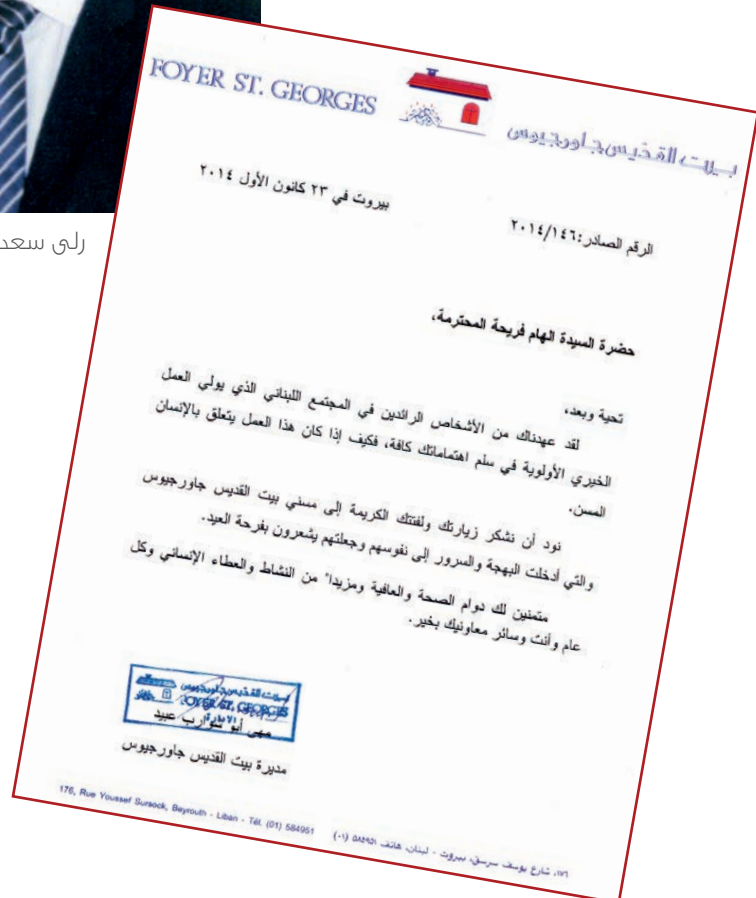 FOYER ST. GEORGES
بيت القديس جاورجيوس
الرقم الصادر: ٢٠١٤/١٤٦
بيروت في ٢٣ كانون الأول ٢٠١٤
رلى سعد
حضرة السيدة الهام فريحة المحترمة،
تحية وبعد،
لقد عهدناك من الأشخاص الرائدين في المجتمع اللبناني الذي يولي العمل
الخيري الأولوية في سلم اهتماماتك كافة، فكيف إذا كان هذا العمل يتعلق بالإنسان
المسن.
نود أن نشكر زيارتك ولفتتك الكريمة إلى مسني بيت القديس جاورجيوس
والتي أدخلت البهجة والسرور إلى نفوسهم وجعلتهم يشعرون بفرحة العيد.
متمنين لك دوام الصحة والعافية ومزيدا" من النشاط والعطاء الإنساني وكل
عام وأنت وسائر معاونيك بخير.
بيت القديس جاورجيوس
FOYER ST. GEORGES
الادارة
مهى أبو شوارب عبيد
مديرة بيت القديس جاورجيوس
176, Rue Youssef Sursock, Beyrouth - Liban - Tél. (01) 584951
١٧٦، شارع يوسف سرسق، بيروت - لبنان، هاتف ٥٨٤٩٥١ (٠١)